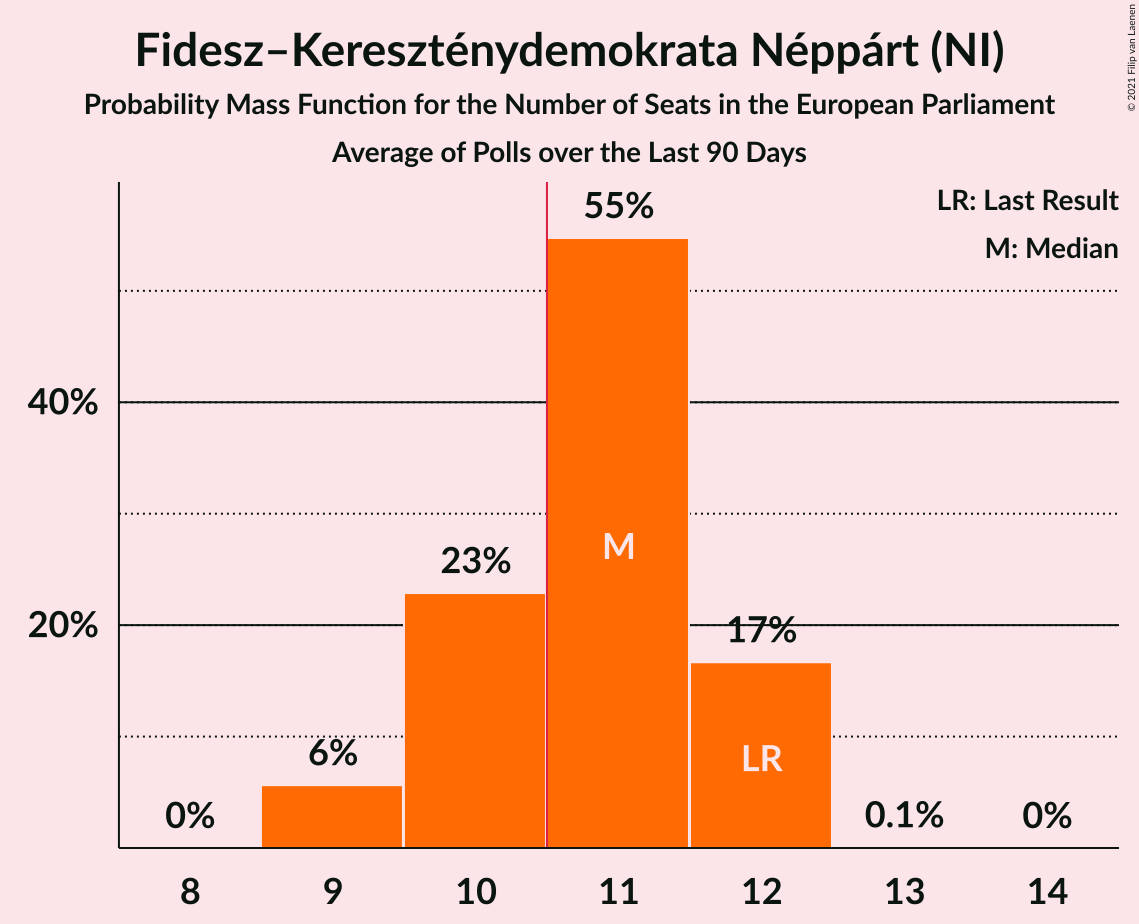 Fidesz–Kereszténydemokrata Néppárt (NI)
Probability Mass Function for the Number of Seats in the European Parliament
Average of Polls over the Last 90 Days
© 2021 Filip van Laenen
LR: Last Result
M: Median
55%
40%
M
23%
20%
17%
6%
LR
0%
0.1%
0%
8 9 10 11 12 13 14